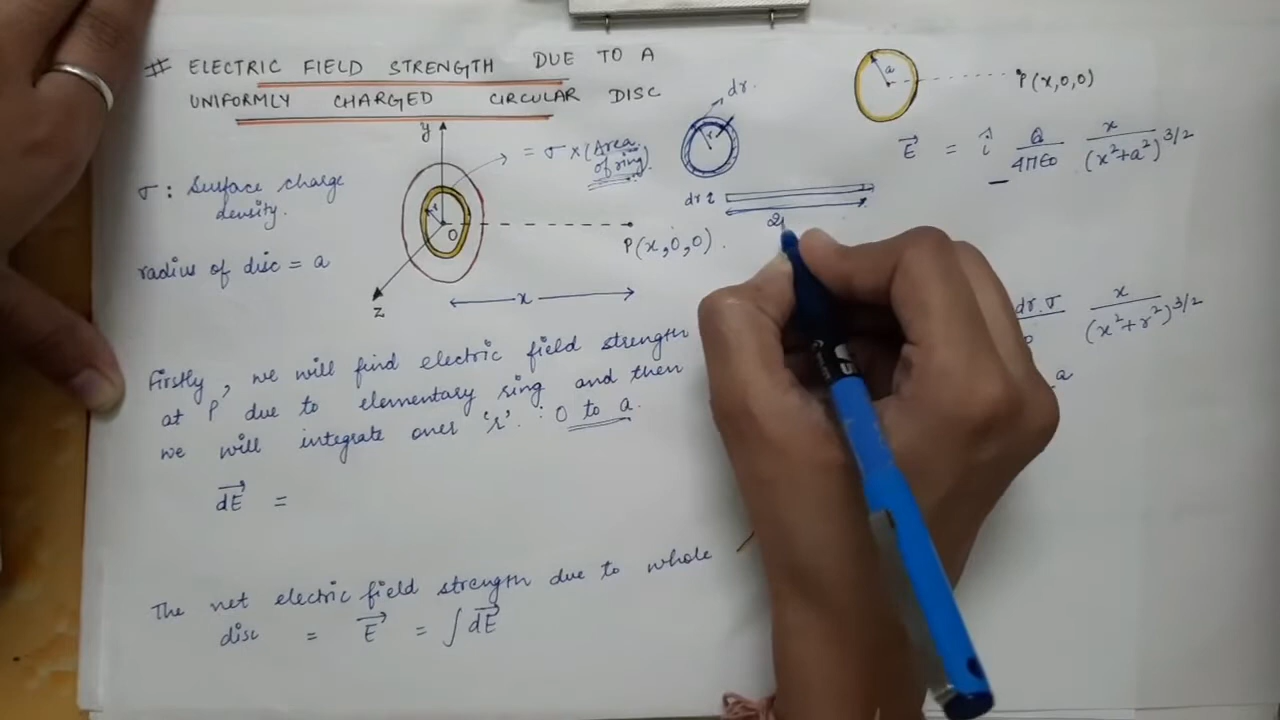 # ELECTRIC FIELD STRENGTH DUE TO A
UNIFORMLY CHARGED CIRCULAR DISC
σ : Surface charge
density.
radius of disc = a
y
r
O
z
= σ × (Area
of ring).
P(x,0,0).
x
dr.
r
dr
2
a
P(x,0,0)
E⃗ = î Q/4πε0 x/(x²+a²)^3/2
dr.σ x/(x²+r²)^3/2
a
Firstly, we will find electric field strength
at P due to elementary ring and then
we will integrate over 'r' : 0 to a.
dE⃗ =
The net electric field strength due to whole
disc = E⃗ = ∫dE⃗